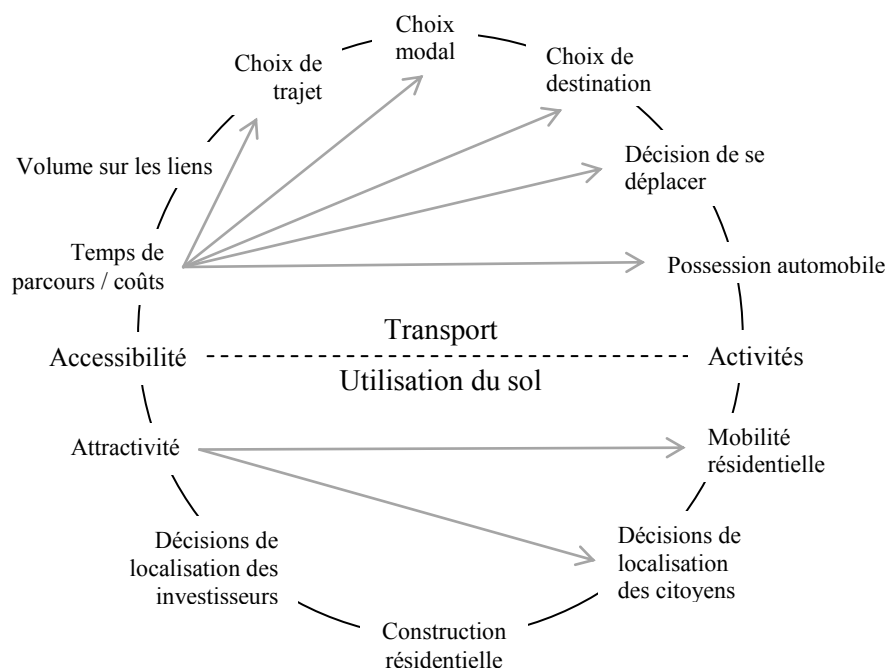 Choix
modal
Choix de
trajet
Choix de
destination
Volume sur les liens
Décision de se
déplacer
Temps de
parcours / coûts
Possession automobile
Transport
Accessibilité
Activités
Utilisation du sol
Attractivité
Mobilité
résidentielle
Décisions de
localisation des
investisseurs
Décisions de
localisation
des citoyens
Construction
résidentielle